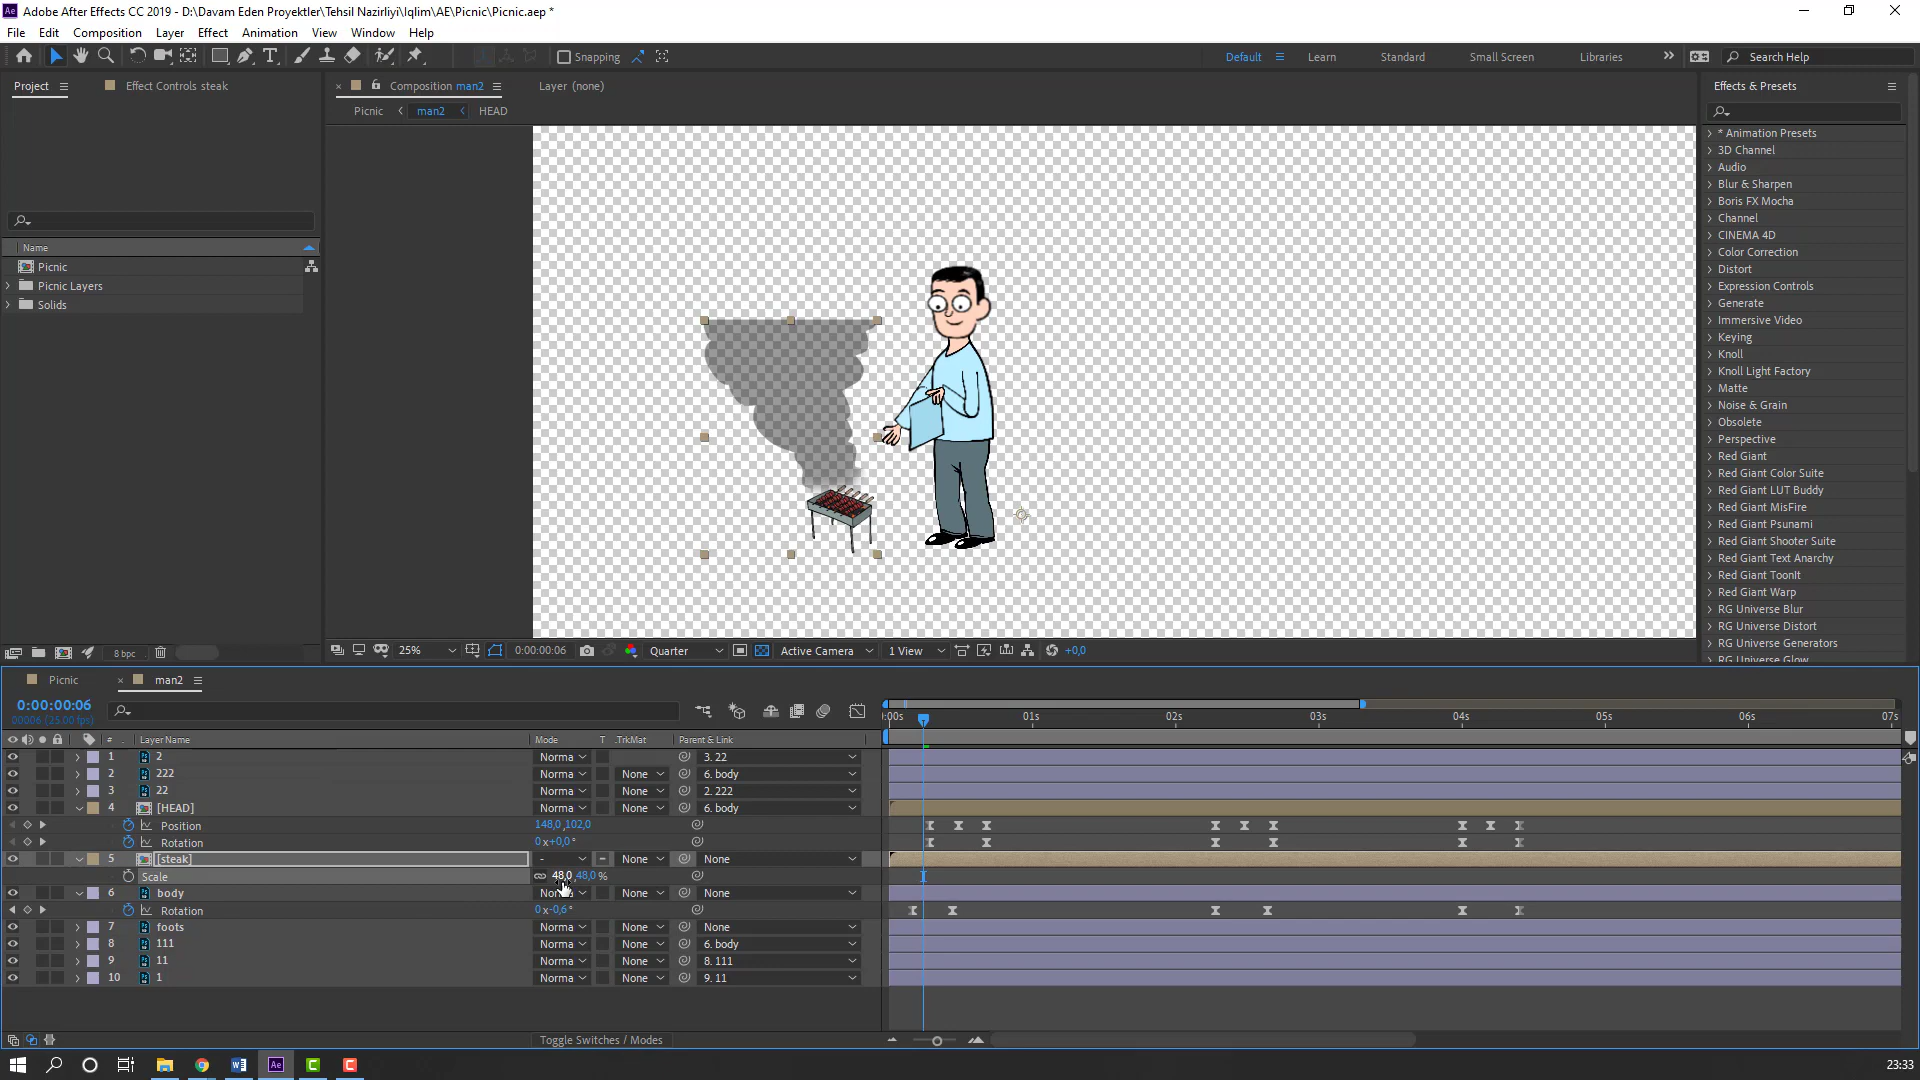 Adobe After Effects CC 2019 - D:\Davam Eden Proyektler\Tehsil Nazirliyi\Iqlim\AE\Picnic\Picnic.aep *
File Edit Composition Layer Effect Animation View Window Help
Snapping
Default Learn Standard Small Screen Libraries
Search Help
Project
Effect Controls steak
Composition man2
Layer (none)
Picnic man2 HEAD
Name
Picnic
Picnic Layers
Solids
8 bpc
25% 0:00:00:06 Quarter Active Camera 1 View +0,0
Effects & Presets
* Animation Presets
3D Channel
Audio
Blur & Sharpen
Boris FX Mocha
Channel
CINEMA 4D
Color Correction
Distort
Expression Controls
Generate
Immersive Video
Keying
Knoll
Knoll Light Factory
Matte
Noise & Grain
Obsolete
Perspective
Red Giant
Red Giant Color Suite
Red Giant LUT Buddy
Red Giant MisFire
Red Giant Psunami
Red Giant Shooter Suite
Red Giant Text Anarchy
Red Giant ToonIt
Red Giant Warp
RG Universe Blur
RG Universe Distort
RG Universe Generators
RG Universe Glow
Picnic man2
0:00:00:06
00006 (25.00 fps)
:00s 01s 02s 03s 04s 05s 06s 07s
# Layer Name Mode T .TrkMat Parent & Link
1 2 Norma 3. 22
2 222 Norma None 6. body
3 22 Norma None 2. 222
4 [HEAD] Norma None 6. body
Position 148,0,102,0
Rotation 0x+0,0°
5 [steak] - None None
Scale 48,0,48,0 %
6 body Norma None None
Rotation 0x-0,6°
7 foots Norma None None
8 111 Norma None 6. body
9 11 Norma None 8. 111
10 1 Norma None 9. 11
Toggle Switches / Modes
23:33